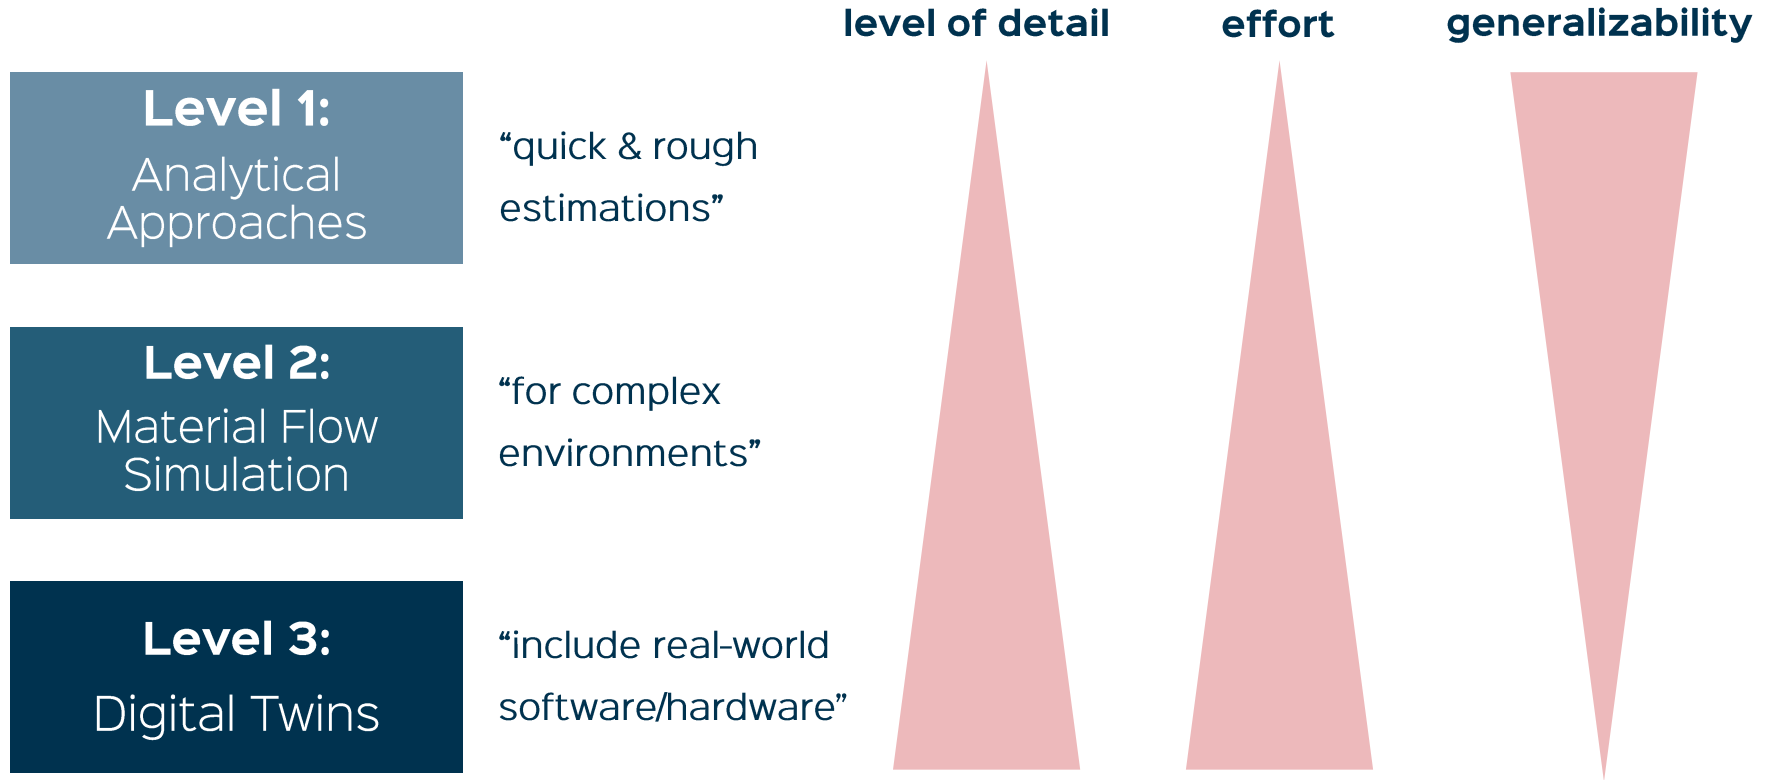 level of detail
effort
generalizability
Level 1:
Analytical
Approaches
“quick & rough
estimations”
Level 2:
Material Flow
Simulation
“for complex
environments”
Level 3:
Digital Twins
“include real-world
software/hardware”